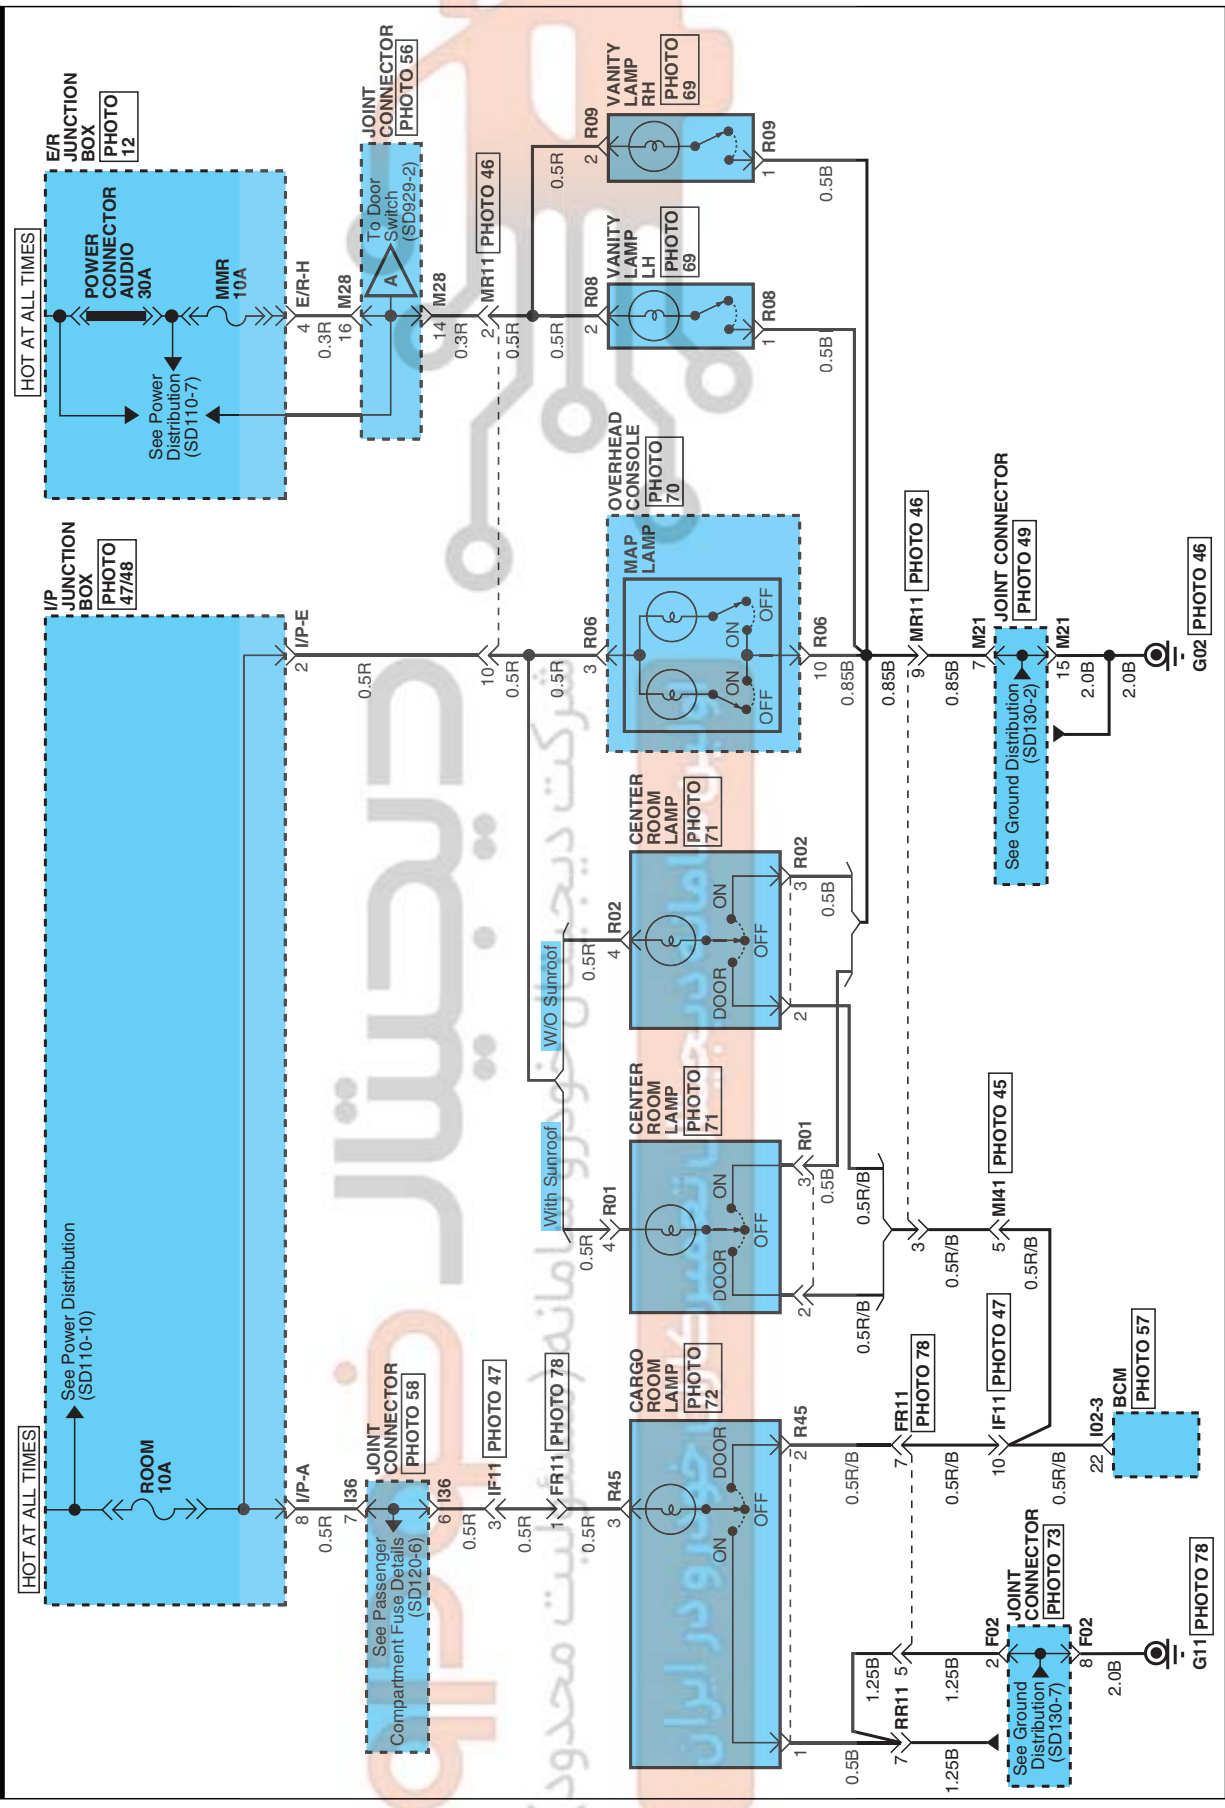 HOT AT ALL TIMES
See Power Distribution
(SD110-10)
ROOM
10A
I/P
JUNCTION
BOX
PHOTO
47/48
HOT AT ALL TIMES
POWER
CONNECTOR
AUDIO
30A
MMR
10A
See Power
Distribution
(SD110-7)
E/R
JUNCTION
BOX
PHOTO
12
8 I/P-A
0.5R
7 I36
See Passenger
Compartment Fuse Details
(SD120-6)
JOINT
CONNECTOR
PHOTO 58
6 I36
0.5R
3 IF11 PHOTO 47
0.5R
1 FR11 PHOTO 78
0.5R
3 R45
2 I/P-E
0.5R
10
0.5R
0.5R
3 R06
4 E/R-H
0.3R
16 M28
To Door
Switch
(SD929-2)
A
JOINT
CONNECTOR
PHOTO 56
14 M28
0.3R
2 MR11 PHOTO 46
0.5R
0.5R
0.5R
2 R08
2 R09
With Sunroof
W/O Sunroof
0.5R
4 R01
0.5R
4 R02
CARGO
ROOM
LAMP
PHOTO
72
ON
OFF
DOOR
CENTER
ROOM
LAMP
PHOTO
71
DOOR
OFF
ON
CENTER
ROOM
LAMP
PHOTO
71
DOOR
OFF
ON
OVERHEAD
CONSOLE
PHOTO
70
MAP
LAMP
OFF
ON
ON
OFF
VANITY
LAMP
LH
PHOTO
69
VANITY
LAMP
RH
PHOTO
69
1
0.5B
2 R45
0.5R/B
2
0.5R/B
3 R01
0.5B
2
0.5R/B
3 R02
0.5B
10 R06
0.85B
1 R08
0.5B
1 R09
0.5B
0.85B
7 RR11
1.25B
1.25B
5
1.25B
7 FR11
PHOTO 78
0.5R/B
10 IF11 PHOTO 47
0.5R/B
3
0.5R/B
5 MI41 PHOTO 45
0.5R/B
9 MR11 PHOTO 46
0.85B
7 M21
See Ground Distribution
(SD130-2)
JOINT CONNECTOR
PHOTO 49
15 M21
2.0B
2.0B
G02 PHOTO 46
22 I02-3
BCM
PHOTO 57
2 F02
See Ground
Distribution
(SD130-7)
JOINT
CONNECTOR
PHOTO 73
8 F02
2.0B
G11 PHOTO 78